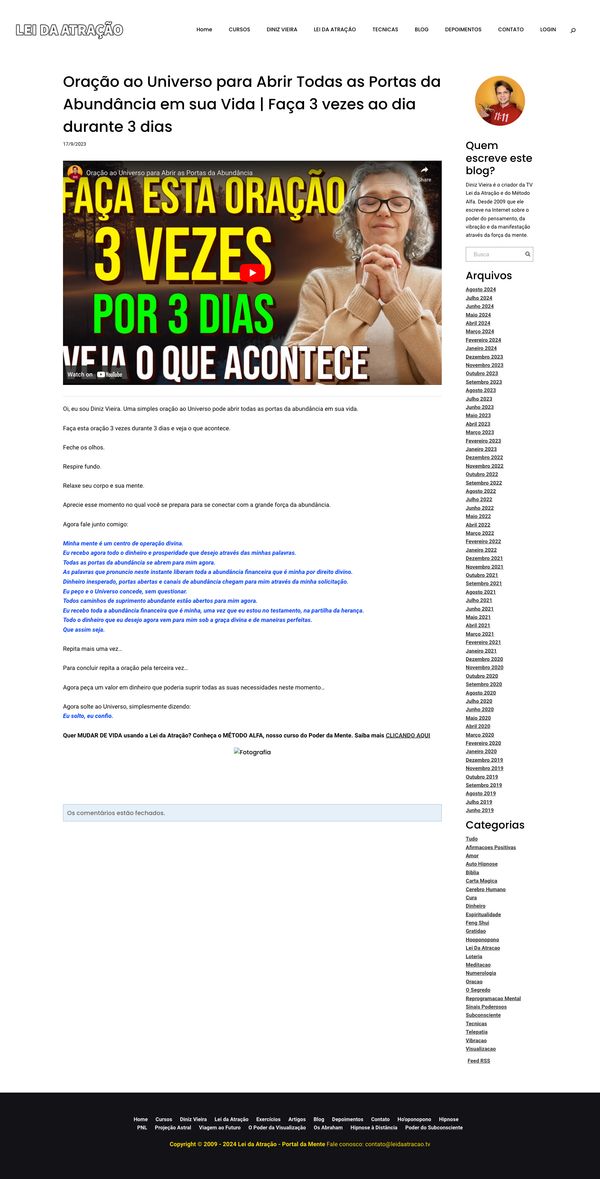 LEI DA ATRAÇÃO
Home CURSOS DINIZ VIEIRA LEI DA ATRAÇÃO TECNICAS BLOG DEPOIMENTOS CONTATO LOGIN
Oração ao Universo para Abrir Todas as Portas da
Abundância em sua Vida | Faça 3 vezes ao dia
durante 3 dias
17/9/2023
Oração ao Universo para Abrir as Portas da Abundância
Share
FAÇA ESTA ORAÇÃO
3 VEZES
POR 3 DIAS
VEJA O QUE ACONTECE
Watch on YouTube
Oi, eu sou Diniz Vieira. Uma simples oração ao Universo pode abrir todas as portas da abundância em sua vida.
Faça esta oração 3 vezes durante 3 dias e veja o que acontece.
Feche os olhos.
Respire fundo.
Relaxe seu corpo e sua mente.
Aprecie esse momento no qual você se prepara para se conectar com a grande força da abundância.
Agora fale junto comigo:
Minha mente é um centro de operação divina.
Eu recebo agora todo o dinheiro e prosperidade que desejo através das minhas palavras.
Todas as portas da abundância se abrem para mim agora.
As palavras que pronuncio neste instante liberam toda a abundância financeira que é minha por direito divino.
Dinheiro inesperado, portas abertas e canais de abundância chegam para mim através da minha solicitação.
Eu peço e o Universo concede, sem questionar.
Todos caminhos de suprimento abundante estão abertos para mim agora.
Eu recebo toda a abundância financeira que é minha, uma vez que eu estou no testamento, na partilha da herança.
Todo o dinheiro que eu desejo agora vem para mim sob a graça divina e de maneiras perfeitas.
Que assim seja.
Repita mais uma vez...
Para concluir repita a oração pela terceira vez...
Agora peça um valor em dinheiro que poderia suprir todas as suas necessidades neste momento...
Agora solte ao Universo, simplesmente dizendo:
Eu solto, eu confio.
Quer MUDAR DE VIDA usando a Lei da Atração? Conheça o MÉTODO ALFA, nosso curso do Poder da Mente. Saiba mais CLICANDO AQUI
Fotografia
Os comentários estão fechados.
11:11
Quem
escreve este
blog?
Diniz Vieira é o criador da TV
Lei da Atração e do Método
Alfa. Desde 2009 que ele
escreve na Internet sobre o
poder do pensamento, da
vibração e da manifestação
através da força da mente.
Busca
Arquivos
Agosto 2024
Julho 2024
Junho 2024
Maio 2024
Abril 2024
Março 2024
Fevereiro 2024
Janeiro 2024
Dezembro 2023
Novembro 2023
Outubro 2023
Setembro 2023
Agosto 2023
Julho 2023
Junho 2023
Maio 2023
Abril 2023
Março 2023
Fevereiro 2023
Janeiro 2023
Dezembro 2022
Novembro 2022
Outubro 2022
Setembro 2022
Agosto 2022
Julho 2022
Junho 2022
Maio 2022
Abril 2022
Março 2022
Fevereiro 2022
Janeiro 2022
Dezembro 2021
Novembro 2021
Outubro 2021
Setembro 2021
Agosto 2021
Julho 2021
Junho 2021
Maio 2021
Abril 2021
Março 2021
Fevereiro 2021
Janeiro 2021
Dezembro 2020
Novembro 2020
Outubro 2020
Setembro 2020
Agosto 2020
Julho 2020
Junho 2020
Maio 2020
Abril 2020
Março 2020
Fevereiro 2020
Janeiro 2020
Dezembro 2019
Novembro 2019
Outubro 2019
Setembro 2019
Agosto 2019
Julho 2019
Junho 2019
Categorias
Tudo
Afirmacoes Positivas
Amor
Auto Hipnose
Biblia
Carta Magica
Cerebro Humano
Cura
Dinheiro
Espiritualidade
Feng Shui
Gratidao
Hooponopono
Lei Da Atracao
Loteria
Meditacao
Numerologia
Oracao
O Segredo
Reprogramacao Mental
Sinais Poderosos
Subconsciente
Tecnicas
Telepatia
Vibracao
Visualizacao
Feed RSS
Home Cursos Diniz Vieira Lei da Atração Exercícios Artigos Blog Depoimentos Contato Ho'oponopono Hipnose
PNL Projeção Astral Viagem ao Futuro O Poder da Visualização Os Abraham Hipnose à Distância Poder do Subconsciente
Copyright © 2009 - 2024 Lei da Atração - Portal da Mente Fale conosco: contato@leidaatracao.tv